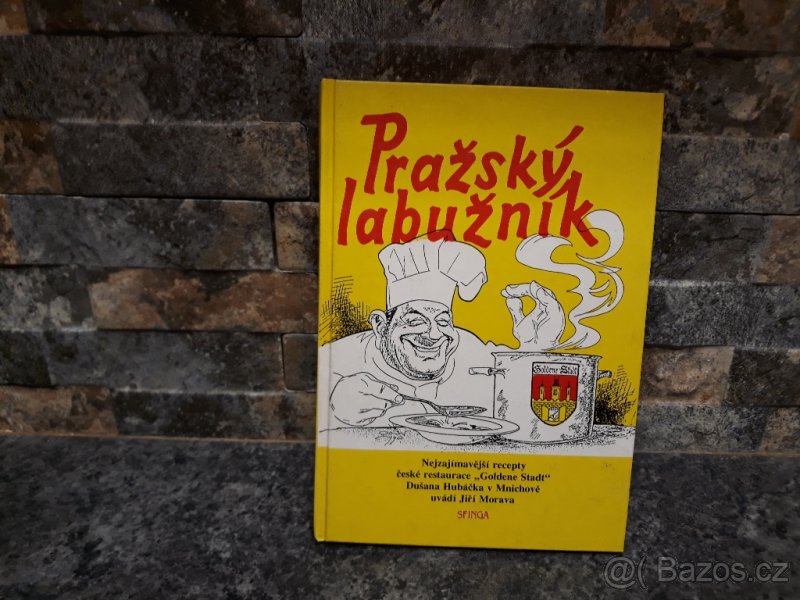 Pražský
labužník
Goldene Stadt
Nejzajímavější recepty
české restaurace „Goldene Stadt"
Dušana Hubáčka v Mnichově
uvádí Jiří Morava
SFINGA
@( Bazos.cz